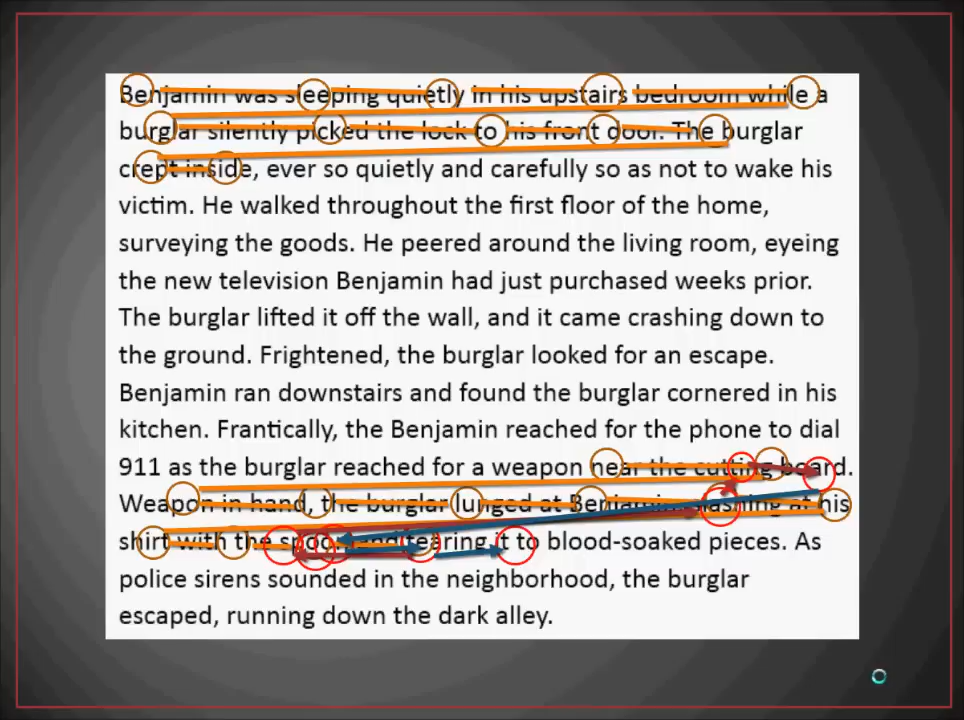 Benjamin was sleeping quietly in his upstairs bedroom while a
burglar silently picked the lock to his front door. The burglar
crept inside, ever so quietly and carefully so as not to wake his
victim. He walked throughout the first floor of the home,
surveying the goods. He peered around the living room, eyeing
the new television Benjamin had just purchased weeks prior.
The burglar lifted it off the wall, and it came crashing down to
the ground. Frightened, the burglar looked for an escape.
Benjamin ran downstairs and found the burglar cornered in his
kitchen. Frantically, the Benjamin reached for the phone to dial
911 as the burglar reached for a weapon near the cutting board.
Weapon in hand, the burglar lunged at Benjamin slashing at his
shirt with the spoon and tearing it to blood-soaked pieces. As
police sirens sounded in the neighborhood, the burglar
escaped, running down the dark alley.